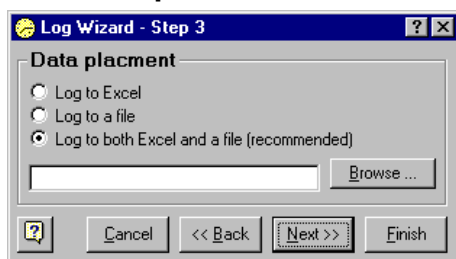 Log Wizard - Step 3
Data placment
Log to Excel
Log to a file
Log to both Excel and a file (recommended)
Browse ...
Cancel << Back Next >> Finish